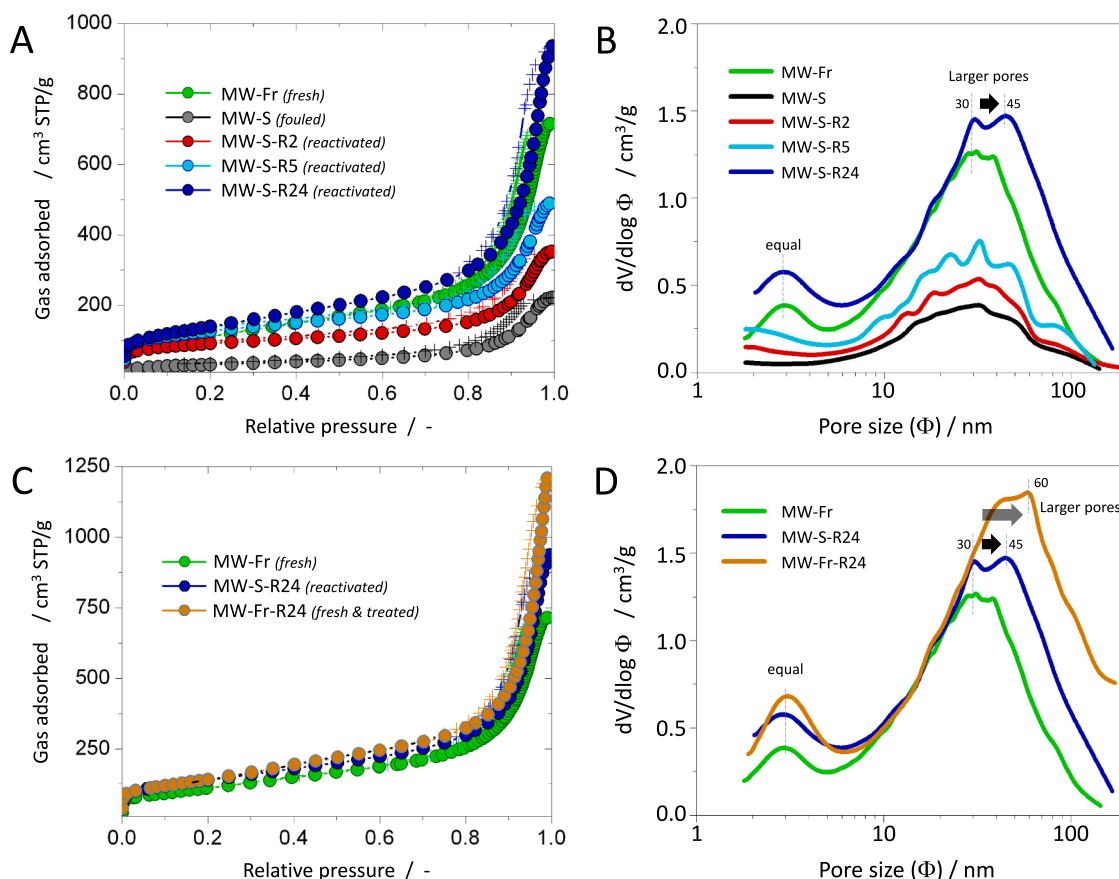 A
Gas adsorbed / cm³ STP/g
1000
800
600
400
200
0.0 0.2 0.4 0.6 0.8 1.0
Relative pressure / -
MW-Fr (fresh)
MW-S (fouled)
MW-S-R2 (reactivated)
MW-S-R5 (reactivated)
MW-S-R24 (reactivated)
B
dV/dlog Φ / cm³/g
2.0
1.5
1.0
0.5
0.0
1 10 100
Pore size (Φ) / nm
MW-Fr
MW-S
MW-S-R2
MW-S-R5
MW-S-R24
Larger pores
30 45
equal
C
Gas adsorbed / cm³ STP/g
1250
1000
750
500
250
0.2 0.4 0.6 0.8 1.0
Relative pressure / -
MW-Fr (fresh)
MW-S-R24 (reactivated)
MW-Fr-R24 (fresh & treated)
D
dV/dlog Φ / cm³/g
2.0
1.5
1.0
0.5
0.0
1 10 100
Pore size (Φ) / nm
MW-Fr
MW-S-R24
MW-Fr-R24
60
Larger pores
30 45
equal